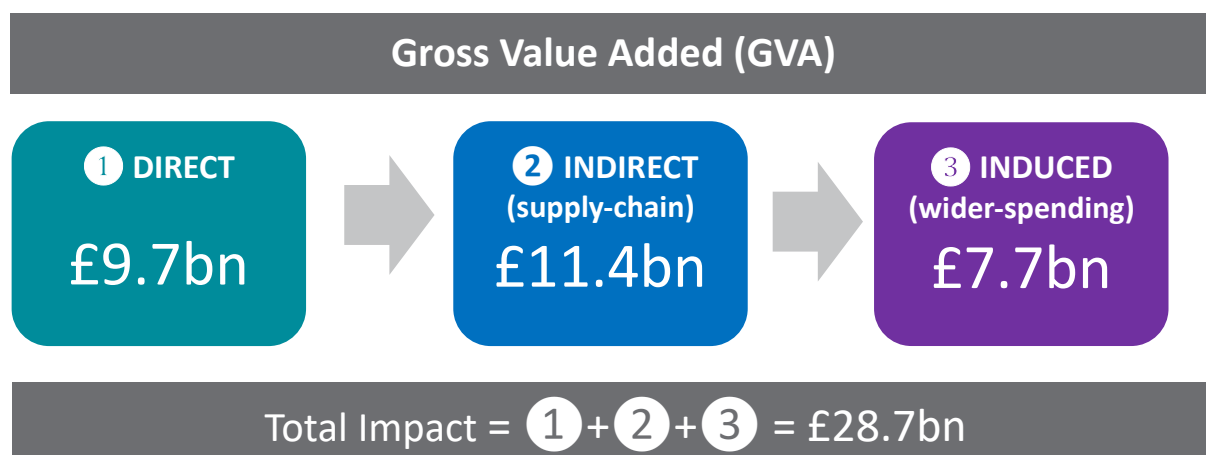 Gross Value Added (GVA)
1 DIRECT
£9.7bn
2 INDIRECT
(supply-chain)
£11.4bn
3 INDUCED
(wider-spending)
£7.7bn
Total Impact = 1+2+3 = £28.7bn